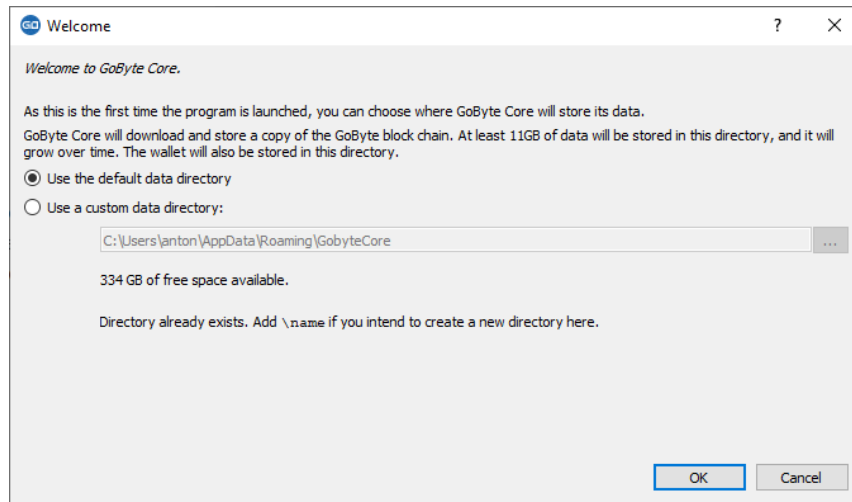 GO Welcome ?
Welcome to GoByte Core.
As this is the first time the program is launched, you can choose where GoByte Core will store its data.
GoByte Core will download and store a copy of the GoByte block chain. At least 11GB of data will be stored in this directory, and it will
grow over time. The wallet will also be stored in this directory.
Use the default data directory
Use a custom data directory:
C:\Users\anton\AppData\Roaming\GobyteCore ...
334 GB of free space available.
Directory already exists. Add \name if you intend to create a new directory here.
OK Cancel